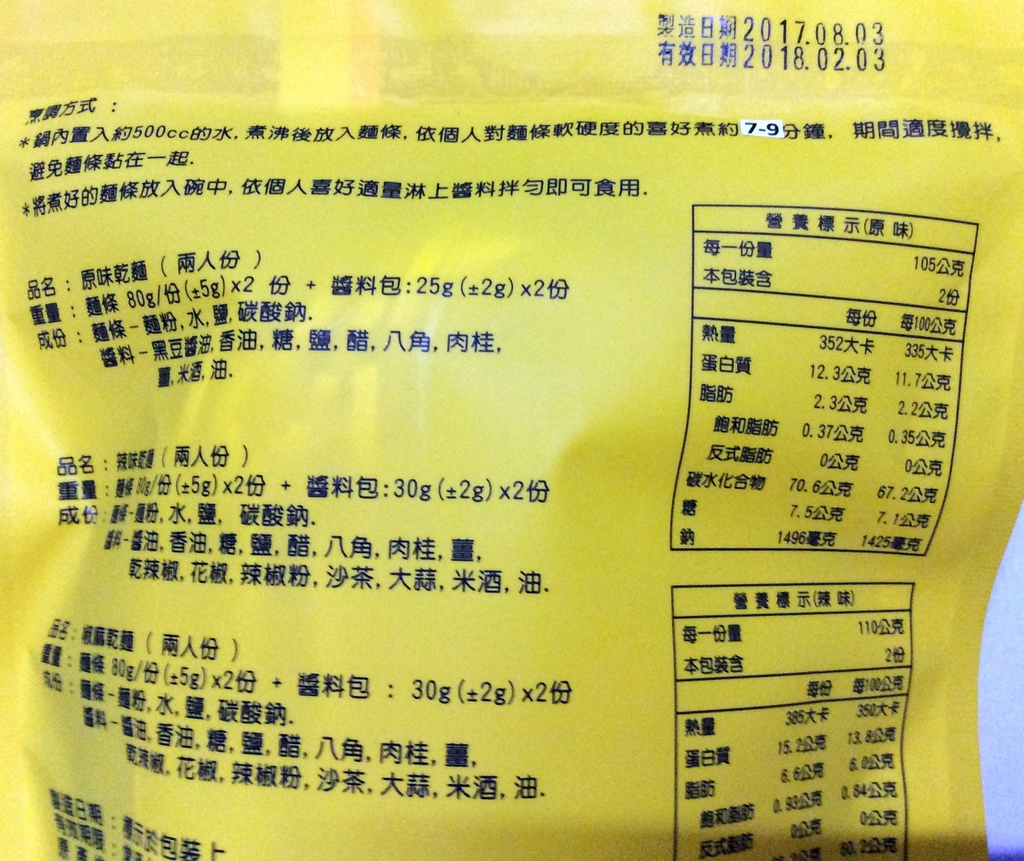 製造日期2017.08.03
有效日期2018.02.03
烹調方式：
*鍋內置入約500cc的水,煮沸後放入麵條,依個人對麵條軟硬度的喜好煮約7-9分鐘, 期間適度攪拌,
避免麵條黏在一起.
*將煮好的麵條放入碗中,依個人喜好適量淋上醬料拌勻即可食用.
品名：原味乾麵（兩人份）
重量：麵條 80g/份(±5g)x2 份 + 醬料包:25g(±2g)x2份
成份：麵條-麵粉,水,鹽,碳酸鈉.
醬料-黑豆醬油,香油,糖,鹽,醋,八角,肉桂,
薑,米酒,油.
品名：辣味乾麵（兩人份）
重量：麵條 80g/份(±5g)x2份 + 醬料包:30g(±2g)x2份
成份：麵條-麵粉,水,鹽, 碳酸鈉.
醬料-醬油,香油,糖,鹽,醋,八角,肉桂,薑,
乾辣椒,花椒,辣椒粉,沙茶,大蒜,米酒,油.
品名：椒麻乾麵（兩人份）
重量：麵條 80g/份(±5g)x2份 + 醬料包：30g(±2g)x2份
成份：麵條-麵粉,水,鹽,碳酸鈉.
醬料-醬油,香油,糖,鹽,醋,八角,肉桂,薑,
乾辣椒,花椒,辣椒粉,沙茶,大蒜,米酒,油.
製造日期：標示於包裝上
有效期限：
營養標示(原味)
每一份量 105公克
本包裝含 2份
每份 每100公克
熱量 352大卡 335大卡
蛋白質 12.3公克 11.7公克
脂肪 2.3公克 2.2公克
飽和脂肪 0.37公克 0.35公克
反式脂肪 0公克 0公克
碳水化合物 70.6公克 67.2公克
糖 7.5公克 7.1公克
鈉 1496毫克 1425毫克
營養標示(辣味)
每一份量 110公克
本包裝含 2份
每份 每100公克
熱量 385大卡 350大卡
蛋白質 15.2公克 13.8公克
脂肪 6.6公克 6.0公克
飽和脂肪 0.93公克 0.84公克
反式脂肪 0公克 0公克
60.2公克